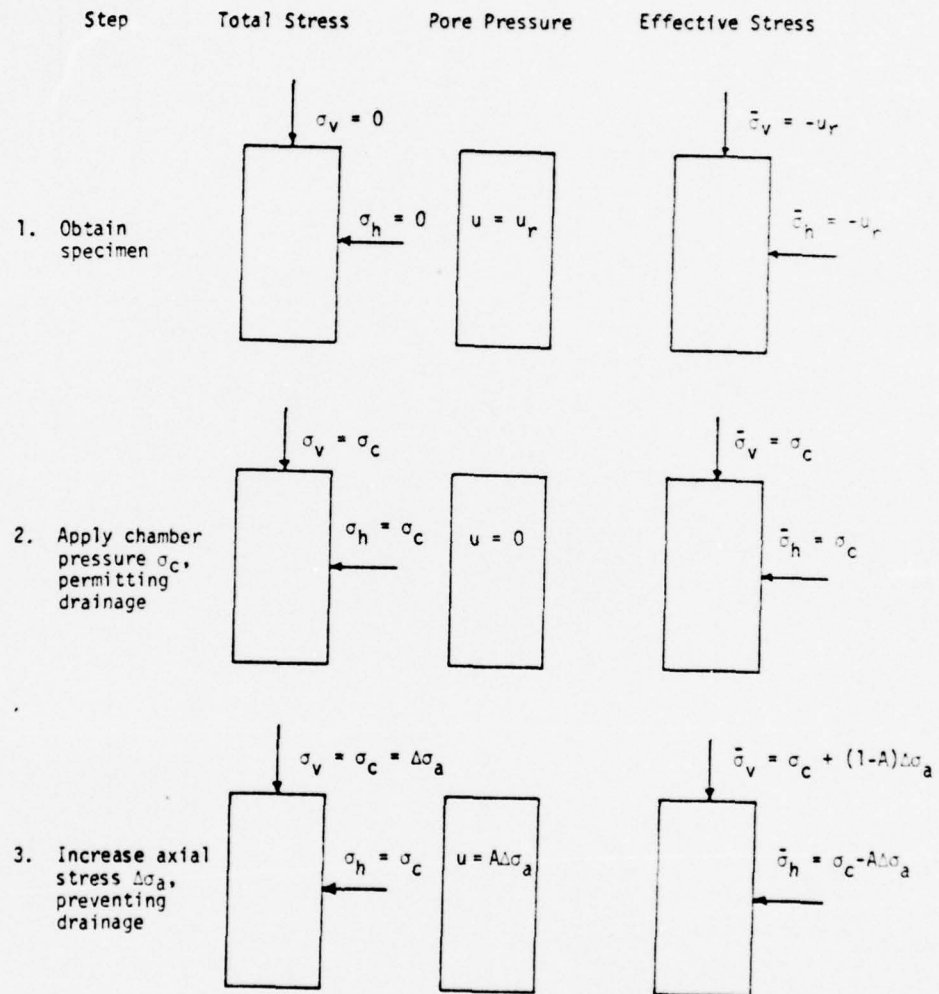 Step Total Stress Pore Pressure Effective Stress
σv = 0
σ̄v = -ur
1. Obtain
specimen
σh = 0
u = ur
σ̄h = -ur
σv = σc
σ̄v = σc
2. Apply chamber
pressure σc,
permitting
drainage
σh = σc
u = 0
σ̄h = σc
σv = σc = Δσa
σ̄v = σc + (1-A)Δσa
3. Increase axial
stress Δσa,
preventing
drainage
σh = σc
u = AΔσa
σ̄h = σc-AΔσa